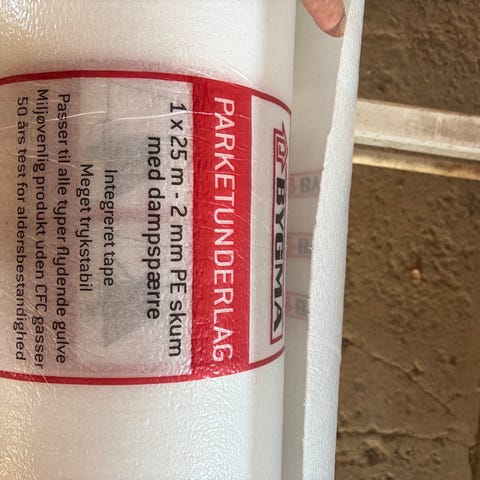 BYGMA
PARKETUNDERLAG
1 x 25 m - 2 mm PE skum
med dampspærre
Integreret tape
Meget trykstabil
Passer til alle typer flydende gulve
Miljøvenlig produkt uden CFC gasser
50 års test for aldersbestandighed